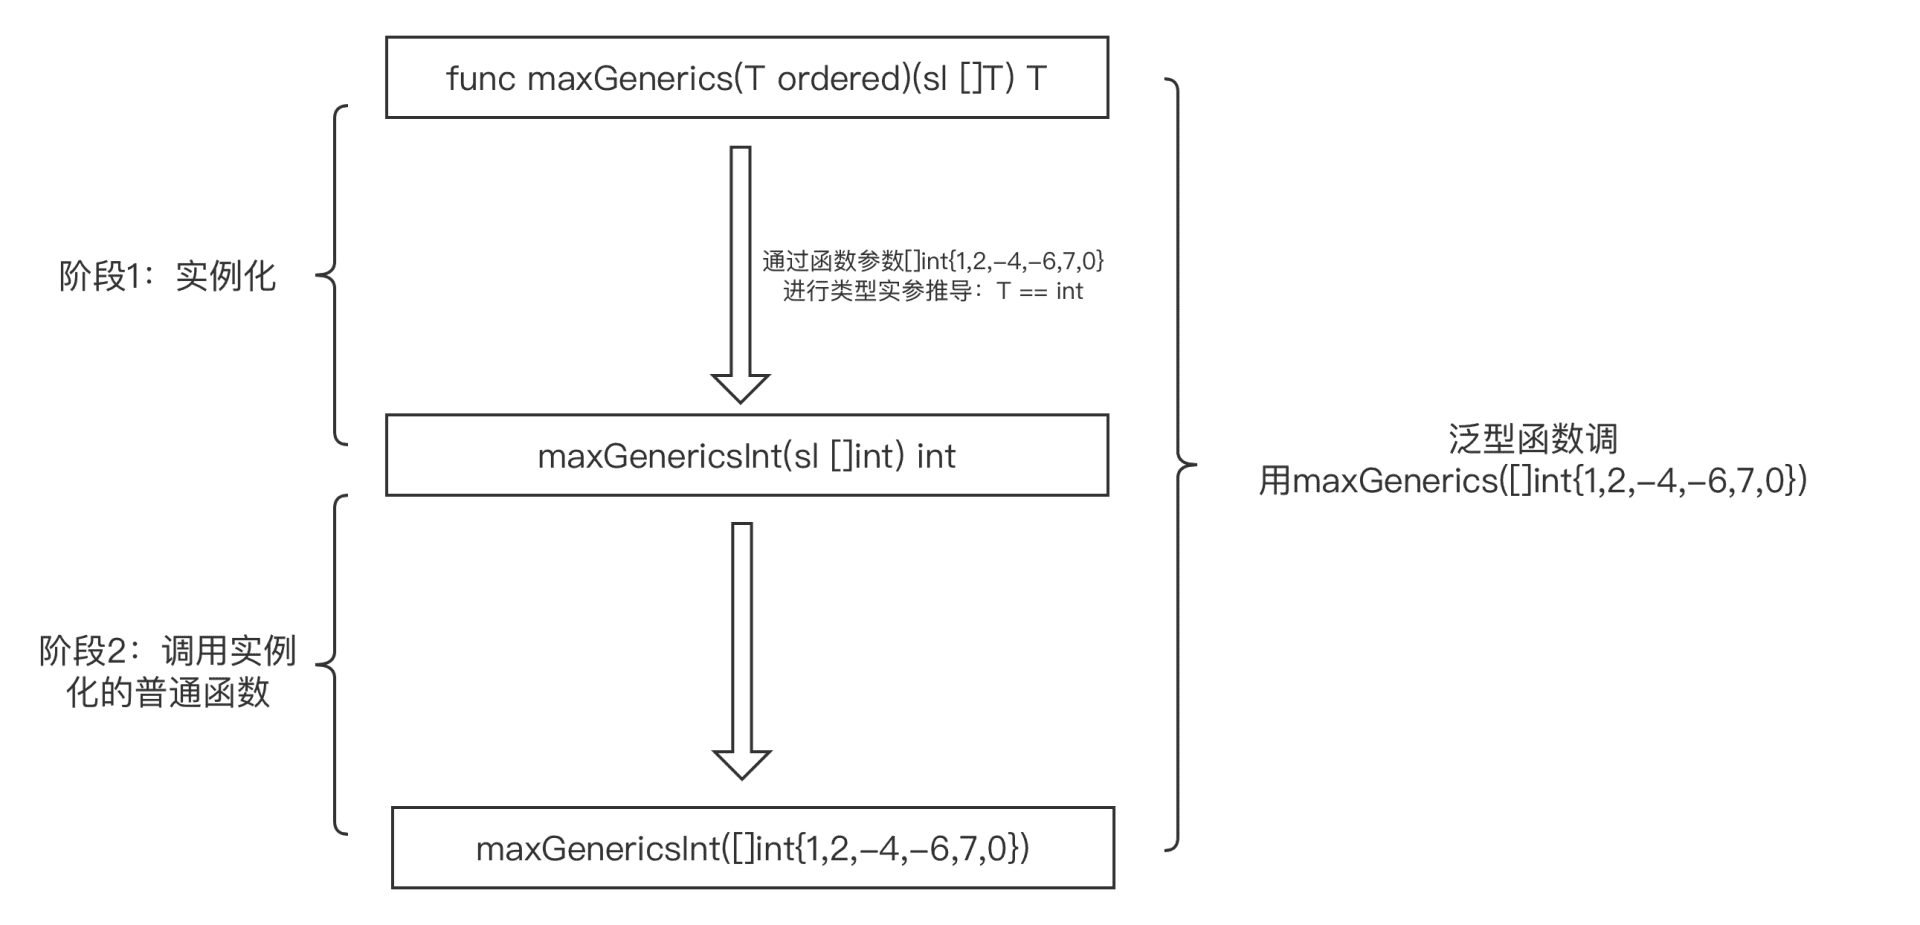 func maxGenerics(T ordered)(sl []T) T
阶段1：实例化
通过函数参数[]int{1,2,-4,-6,7,0}
进行类型实参推导：T == int
maxGenericsInt(sl []int) int
泛型函数调
用maxGenerics([]int{1,2,-4,-6,7,0})
阶段2：调用实例
化的普通函数
maxGenericsInt([]int{1,2,-4,-6,7,0})